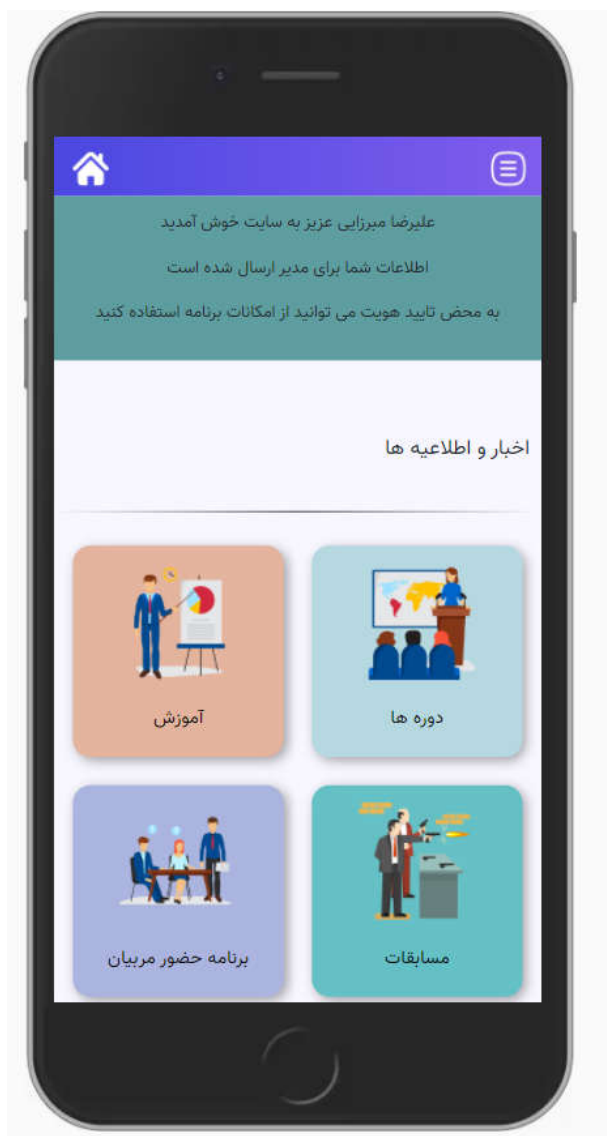 علیرضا میرزایی عزیز به سایت خوش آمدید
اطلاعات شما برای مدیر ارسال شده است
به محض تایید هویت می توانید از امکانات برنامه استفاده کنید
اخبار و اطلاعیه ها
دوره ها
آموزش
مسابقات
برنامه حضور مربیان